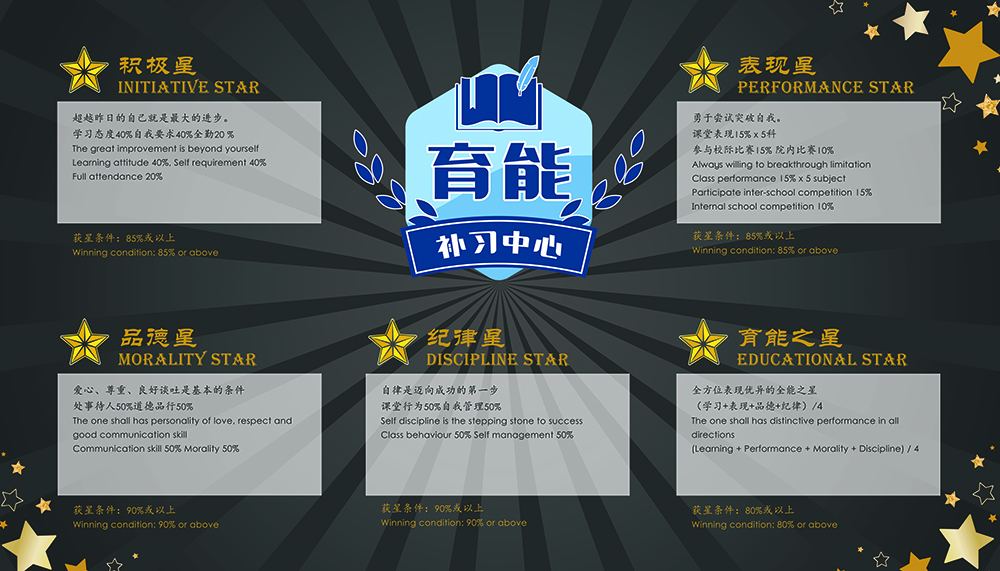 积极星
INITIATIVE STAR
超越昨日的自己就是最大的进步。
学习态度40%自我要求40%全勤20 %
The great improvement is beyond yourself
Learning attitude 40%, Self requirement 40%
Full attendance 20%
获星条件：85%或以上
Winning condition: 85% or above
育能
补习中心
表现星
PERFORMANCE STAR
勇于尝试突破自我。
课堂表现15% x 5科
参与校际比赛15% 院内比赛10%
Always willing to breakthrough limitation
Class performance 15% x 5 subject
Participate inter-school competition 15%
Internal school competition 10%
获星条件：85%或以上
Winning condition: 85% or above
品德星
MORALITY STAR
爱心、尊重、良好谈吐是基本的条件
处事待人50%道德品行50%
The one shall has personality of love, respect and
good communication skill
Communication skill 50% Morality 50%
获星条件：90%或以上
Winning condition: 90% or above
纪律星
DISCIPLINE STAR
自律是迈向成功的第一步
课堂行为50%自我管理50%
Self discipline is the stepping stone to success
Class behaviour 50% Self management 50%
获星条件：90%或以上
Winning condition: 90% or above
育能之星
EDUCATIONAL STAR
全方位表现优异的全能之星
（学习+表现+品德+纪律）/4
The one shall has distinctive performance in all
directions
(Learning + Performance + Morality + Discipline) / 4
获星条件：80%或以上
Winning condition: 80% or above